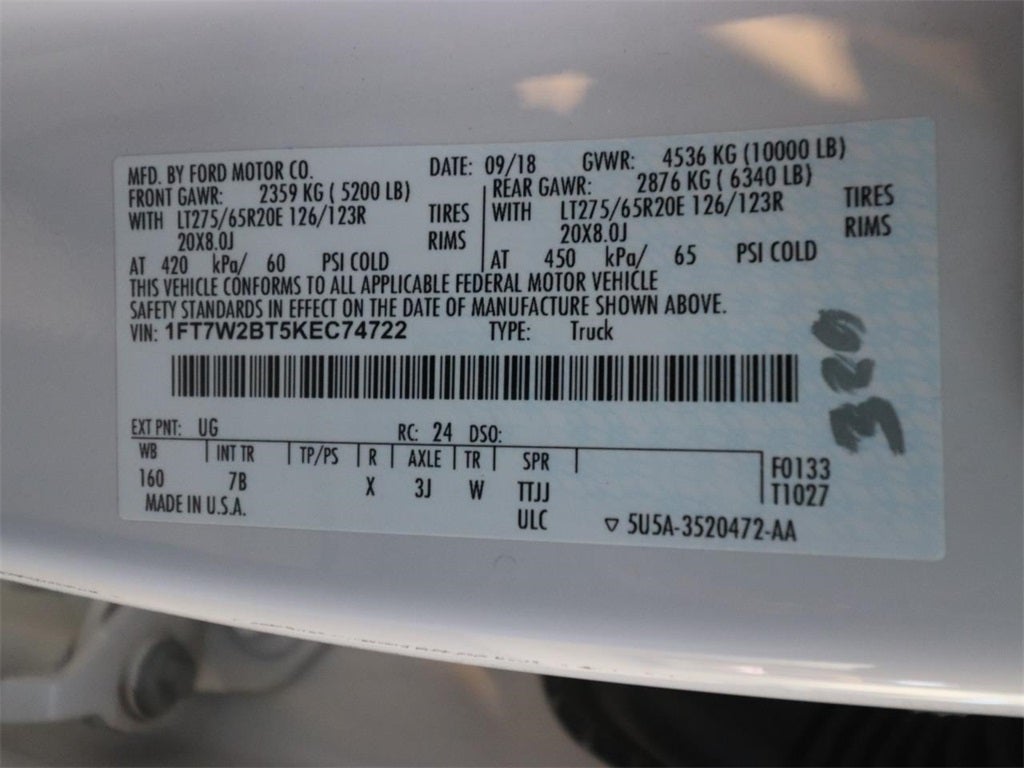 MFD. BY FORD MOTOR CO. DATE: 09/18 GVWR: 4536 KG (10000 LB)
FRONT GAWR: 2359 KG ( 5200 LB) REAR GAWR: 2876 KG ( 6340 LB)
WITH LT275/65R20E 126/123R TIRES WITH LT275/65R20E 126/123R TIRES
20X8.0J RIMS 20X8.0J RIMS
AT 420 kPa/ 60 PSI COLD AT 450 kPa/ 65 PSI COLD
THIS VEHICLE CONFORMS TO ALL APPLICABLE FEDERAL MOTOR VEHICLE
SAFETY STANDARDS IN EFFECT ON THE DATE OF MANUFACTURE SHOWN ABOVE.
VIN: 1FT7W2BT5KEC74722 TYPE: Truck
EXT PNT: UG RC: 24 DSO:
WB INT TR TP/PS R AXLE TR SPR F0133
160 7B X 3J W TTJJ T1027
MADE IN U.S.A. ULC ▽ 5U5A-3520472-AA
320